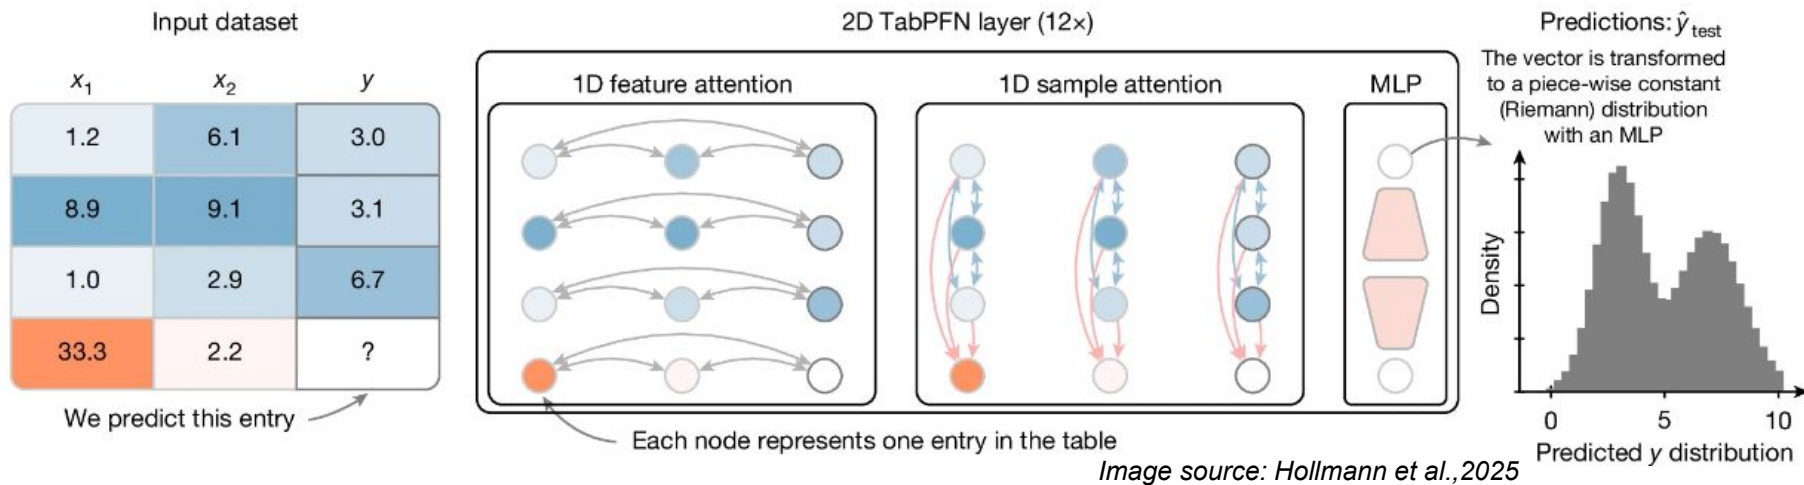 Input dataset
x1 x2 y
1.2 6.1 3.0
8.9 9.1 3.1
1.0 2.9 6.7
33.3 2.2 ?
We predict this entry
2D TabPFN layer (12×)
1D feature attention
1D sample attention
MLP
Each node represents one entry in the table
Predictions: ŷtest
The vector is transformed
to a piece-wise constant
(Riemann) distribution
with an MLP
Density
0 5 10
Predicted y distribution
Image source: Hollmann et al.,2025